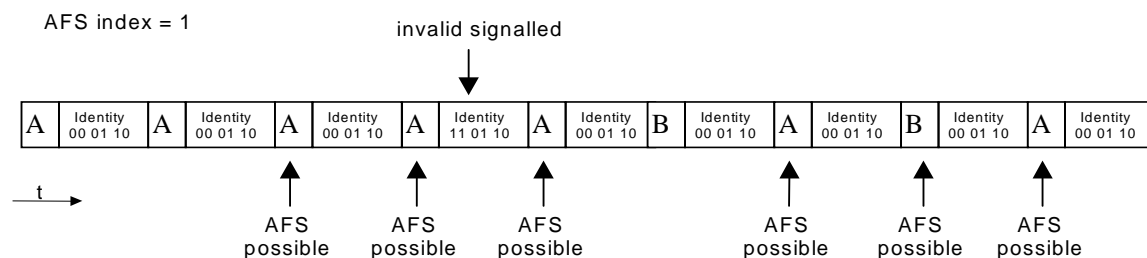 AFS index = 1
invalid signalled
A Identity 00 01 10 A Identity 00 01 10 A Identity 00 01 10 A Identity 11 01 10 A Identity 00 01 10 B Identity 00 01 10 A Identity 00 01 10 B Identity 00 01 10 A Identity 00 01 10
t
AFS AFS AFS AFS AFS AFS
possible possible possible possible possible possible